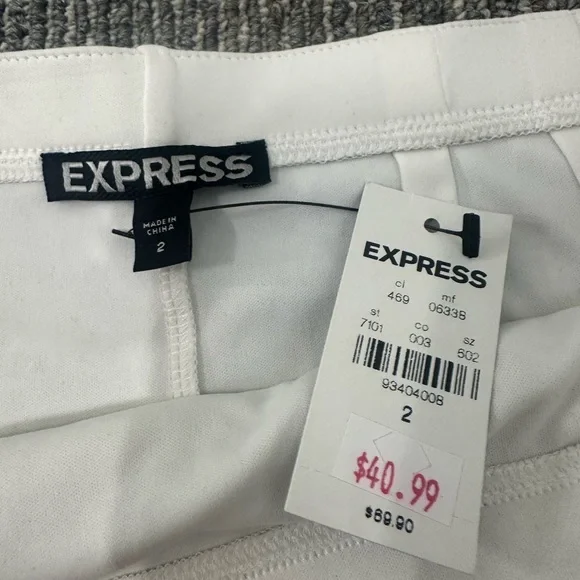 EXPRESS
MADE IN
CHINA
2
EXPRESS
cl mf
469 06338
st co sz
7101 003 502
93404008
2
$40.99
$69.90